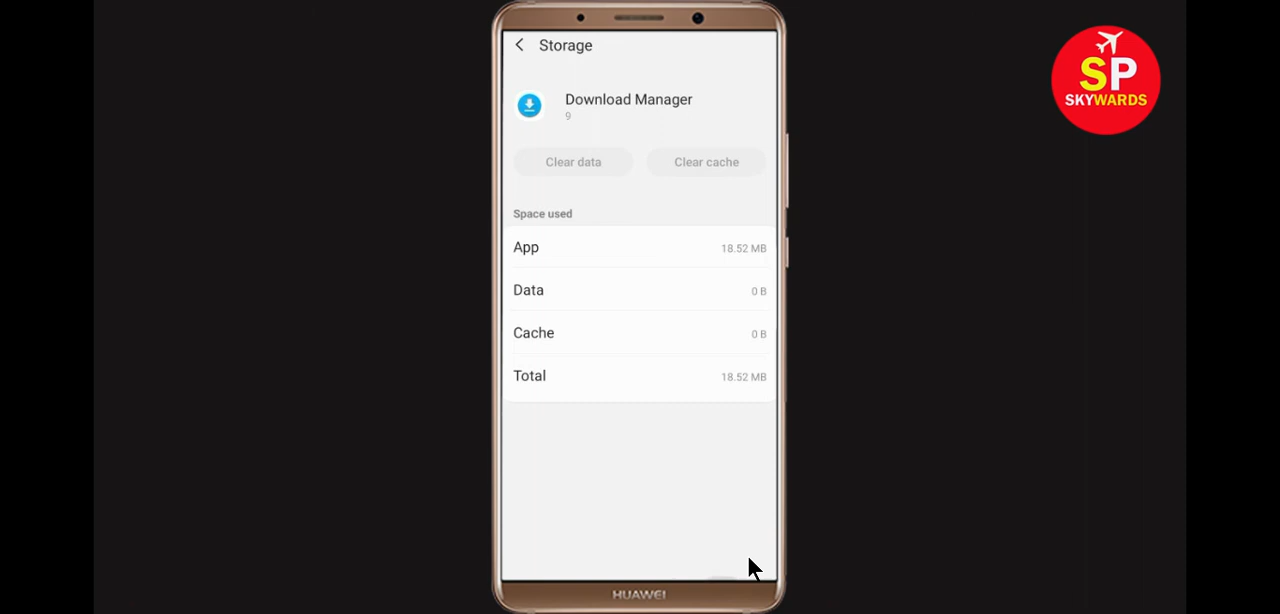 Storage
Download Manager
9
Clear data Clear cache
Space used
App 18.52 MB
Data 0 B
Cache 0 B
Total 18.52 MB
HUAWEI
SP
SKYWARDS